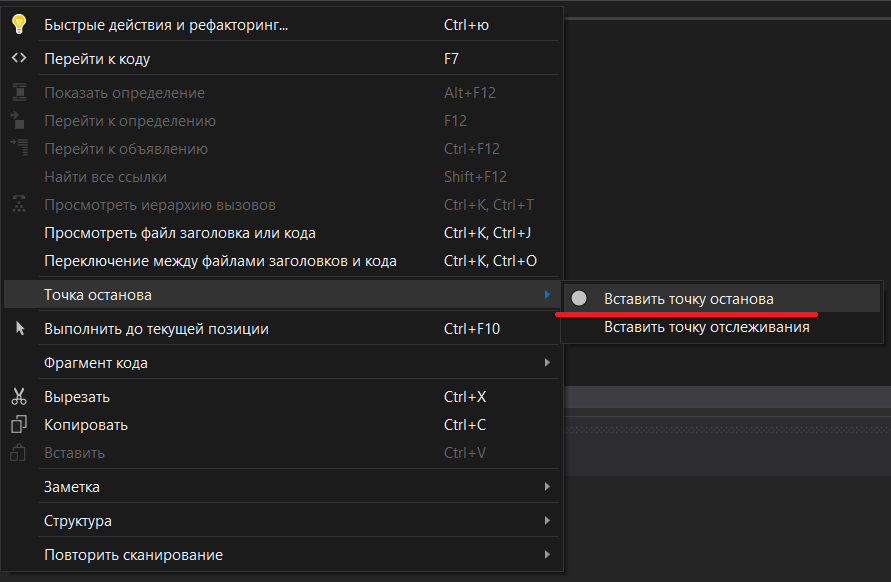 Быстрые действия и рефакторинг... Ctrl+ю
Перейти к коду F7
Показать определение Alt+F12
Перейти к определению F12
Перейти к объявлению Ctrl+F12
Найти все ссылки Shift+F12
Просмотреть иерархию вызовов Ctrl+K, Ctrl+T
Просмотреть файл заголовка или кода Ctrl+K, Ctrl+J
Переключение между файлами заголовков и кода Ctrl+K, Ctrl+O
Точка останова
Вставить точку останова
Вставить точку отслеживания
Выполнить до текущей позиции Ctrl+F10
Фрагмент кода
Вырезать Ctrl+X
Копировать Ctrl+C
Вставить Ctrl+V
Заметка
Структура
Повторить сканирование